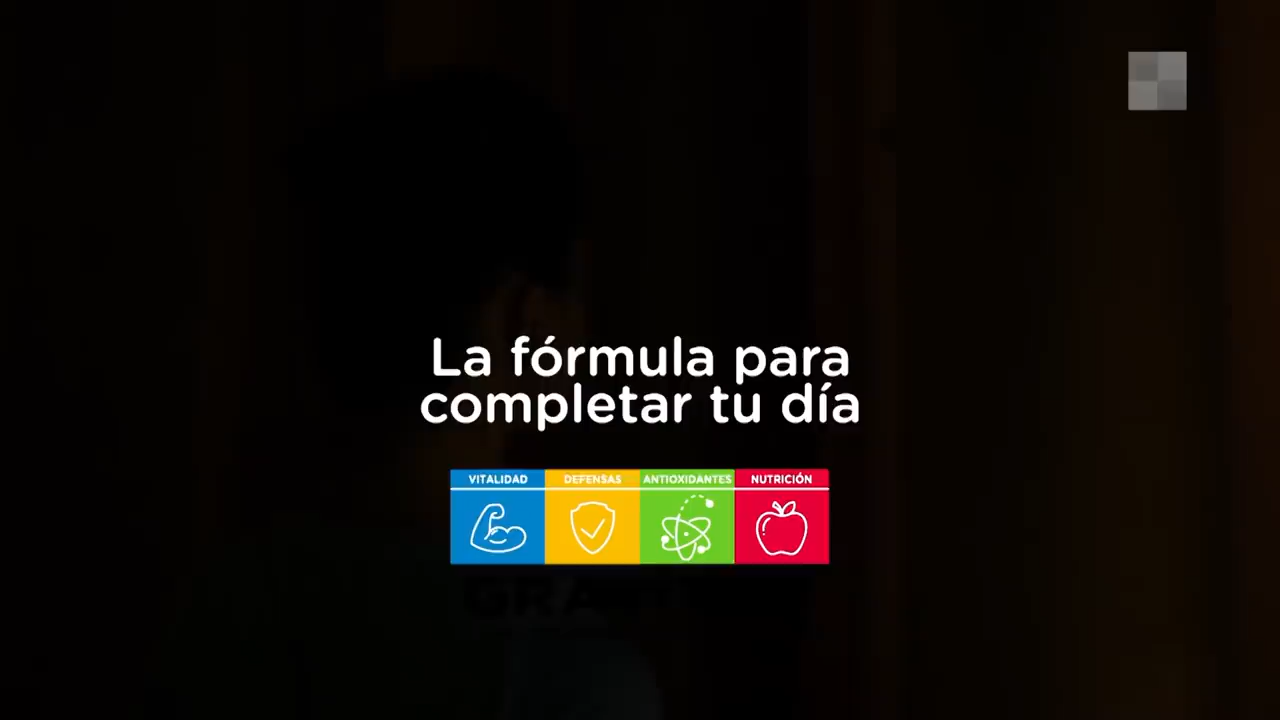 La fórmula para
completar tu día
VITALIDAD DEFENSAS ANTIOXIDANTES NUTRICIÓN